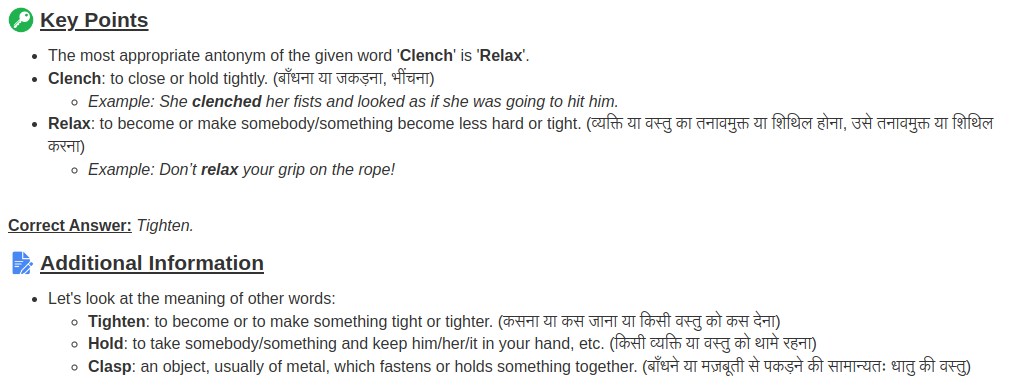 Key Points
The most appropriate antonym of the given word 'Clench' is 'Relax'.
Clench: to close or hold tightly. (बाँधना या जकड़ना, भींचना)
Example: She clenched her fists and looked as if she was going to hit him.
Relax: to become or make somebody/something become less hard or tight. (व्यक्ति या वस्तु का तनावमुक्त या शिथिल होना, उसे तनावमुक्त या शिथिल
करना)
Example: Don’t relax your grip on the rope!
Correct Answer: Tighten.
Additional Information
Let's look at the meaning of other words:
Tighten: to become or to make something tight or tighter. (कसना या कस जाना या किसी वस्तु को कस देना)
Hold: to take somebody/something and keep him/her/it in your hand, etc. (किसी व्यक्ति या वस्तु को थामे रहना)
Clasp: an object, usually of metal, which fastens or holds something together. (बाँधने या मज़बूती से पकड़ने की सामान्यतः धातु की वस्तु)